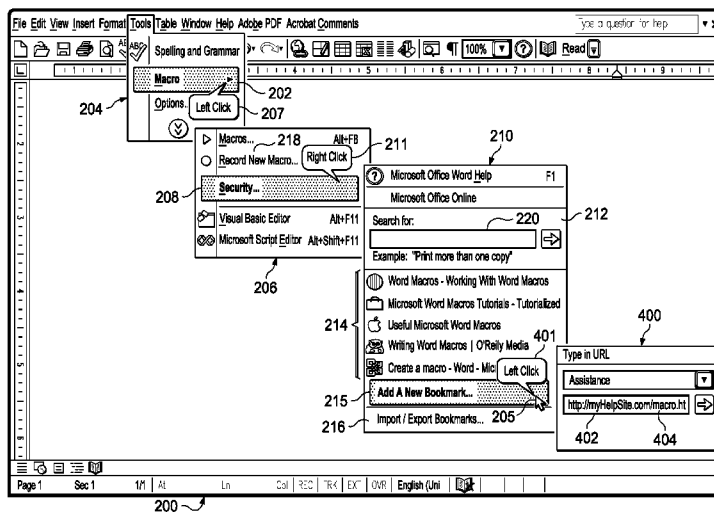 File Edit View Insert Format Tools Table Window Help Adobe PDF Acrobat Comments
Type a question for help
100% Read
ABC Spelling and Grammar
Macro
202
204
Options...
Left Click
207
5 6 7 8 9
Macros... Alt+F8
218
211
Record New Macro...
Right Click
210
208
Security...
Microsoft Office Word Help F1
Microsoft Office Online
Visual Basic Editor Alt+F11
Search for:
220
212
Microsoft Script Editor Alt+Shift+F11
206
Example: "Print more than one copy"
Word Macros - Working With Word Macros
Microsoft Word Macros Tutorials - Tutorialized
214
Useful Microsoft Word Macros
400
Writing Word Macros | O'Reily Media
401
Type in URL
Create a macro - Word - Mic
Left Click
Assistance
215
Add A New Bookmark...
205
http://myHelpSite.com/macro.ht
216
Import / Export Bookmarks...
402
404
Page 1 Sec 1 1/1 At Ln Col REC TRK EXT OVR English (Uni
200